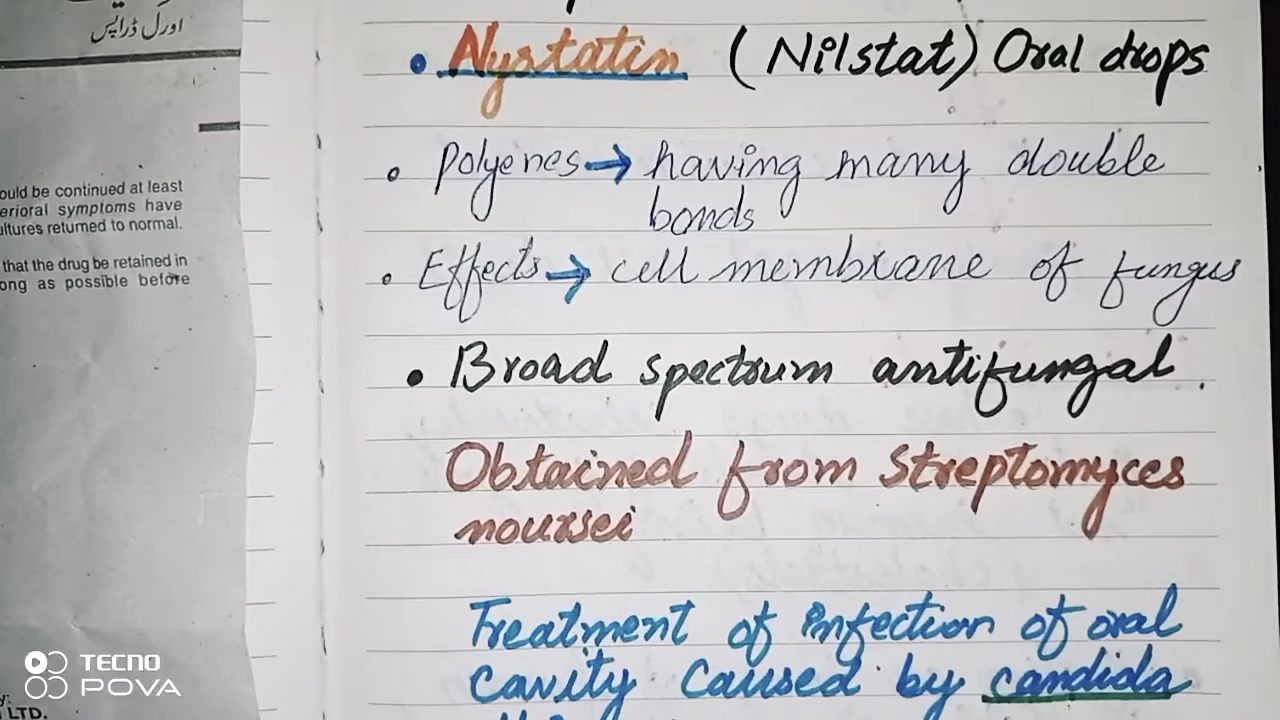 اورل ڈراپس
ould be continued at least
erioral symptoms have
ultures returned to normal.
that the drug be retained in
ong as possible before
y:
LTD.
• Nystatin (Nilstat) Oral drops
• Polyenes → having many double
bonds
• Effects → cell membrane of fungus
• Broad spectrum antifungal.
Obtained from Streptomyces
noursei
Treatment of infection of oral
cavity caused by candida
TECNO
POVA